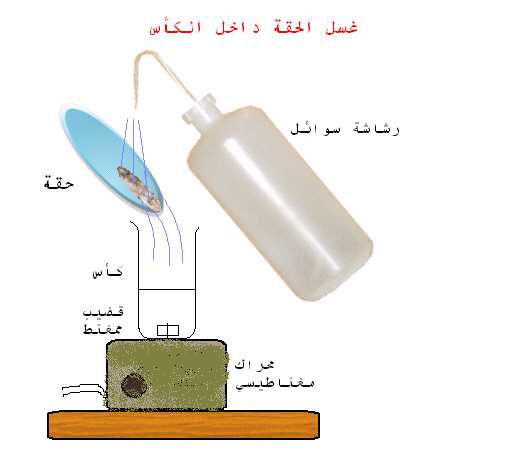 غسل الحقة داخل الكأس
رشاشة سوائل
حقة
كأس
قضيب
ممغنط
محراك
مغناطيسي